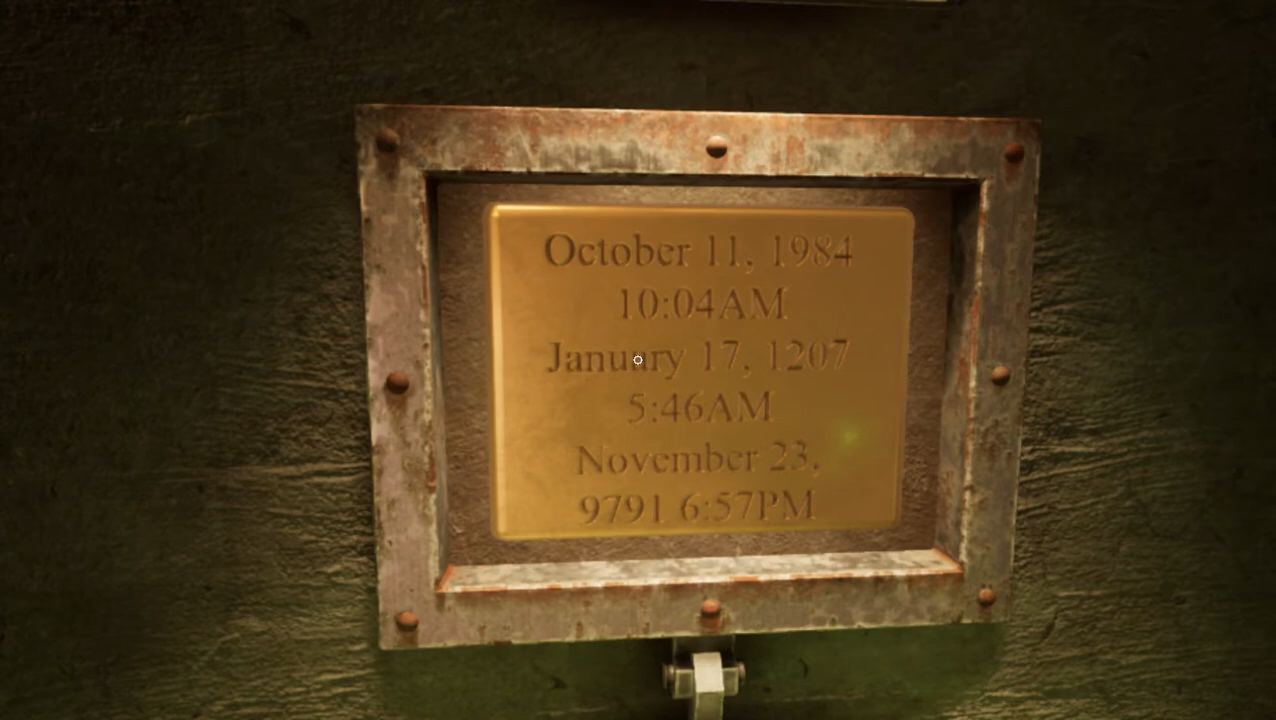 October 11, 1984
10:04AM
January 17, 1207
5:46AM
November 23,
9791 6:57PM